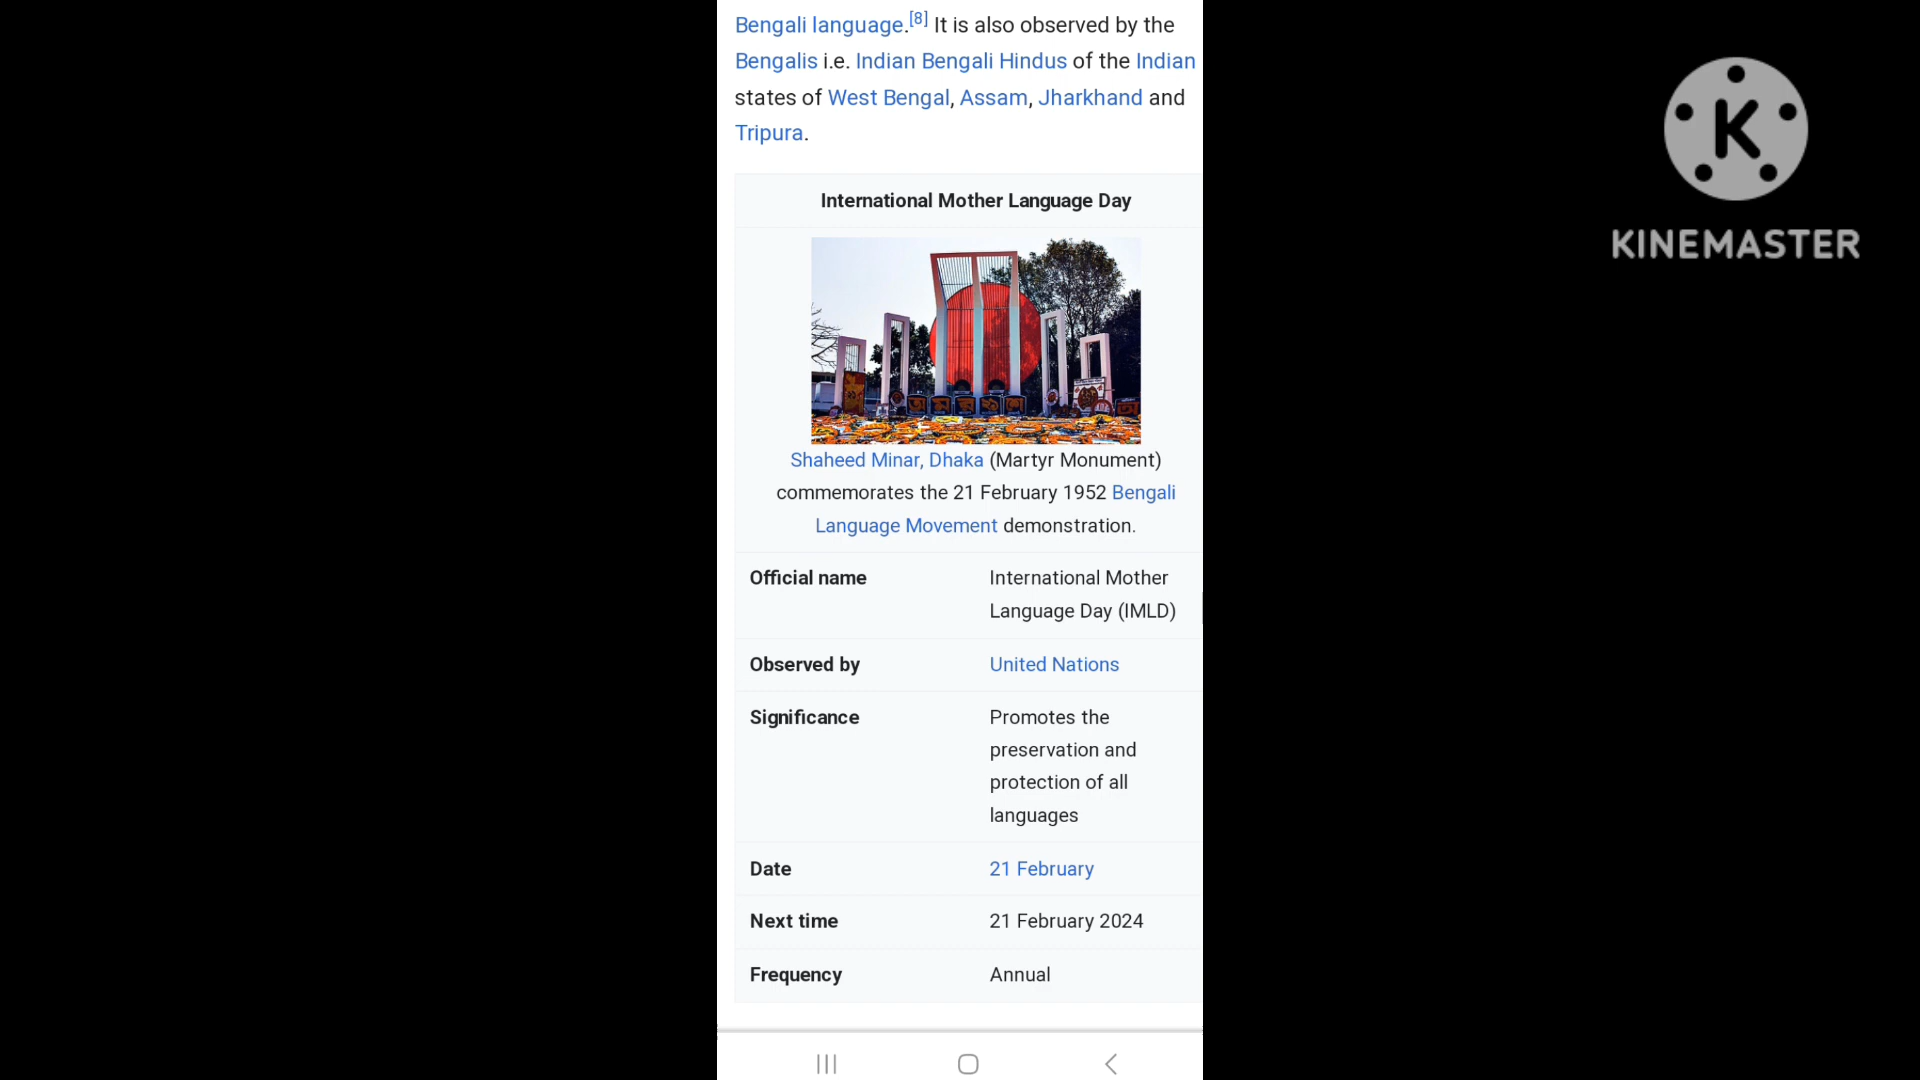 Bengali language.[8] It is also observed by the
Bengalis i.e. Indian Bengali Hindus of the Indian
states of West Bengal, Assam, Jharkhand and
Tripura.
KINEMASTER
International Mother Language Day
Shaheed Minar, Dhaka (Martyr Monument)
commemorates the 21 February 1952 Bengali
Language Movement demonstration.
Official name International Mother
Language Day (IMLD)
Observed by United Nations
Significance Promotes the
preservation and
protection of all
languages
Date 21 February
Next time 21 February 2024
Frequency Annual